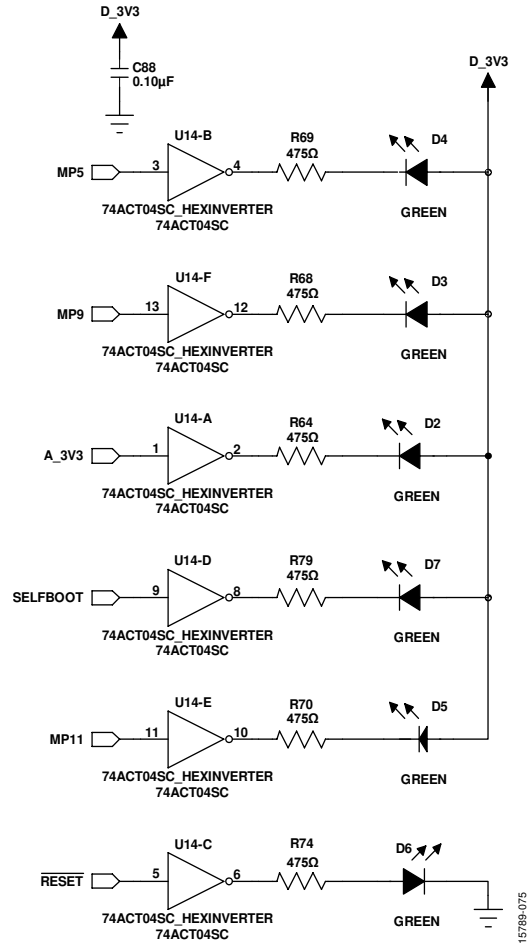 D_3V3
C88
0.10µF
D_3V3
U14-B
MP5
3
4
R69
475Ω
D4
GREEN
74ACT04SC_HEXINVERTER
74ACT04SC
U14-F
MP9
13
12
R68
475Ω
D3
GREEN
74ACT04SC_HEXINVERTER
74ACT04SC
U14-A
A_3V3
1
2
R64
475Ω
D2
GREEN
74ACT04SC_HEXINVERTER
74ACT04SC
U14-D
SELFBOOT
9
8
R79
475Ω
D7
GREEN
74ACT04SC_HEXINVERTER
74ACT04SC
U14-E
MP11
11
10
R70
475Ω
D5
GREEN
74ACT04SC_HEXINVERTER
74ACT04SC
U14-C
RESET
5
6
R74
475Ω
D6
GREEN
74ACT04SC_HEXINVERTER
74ACT04SC
15789-075